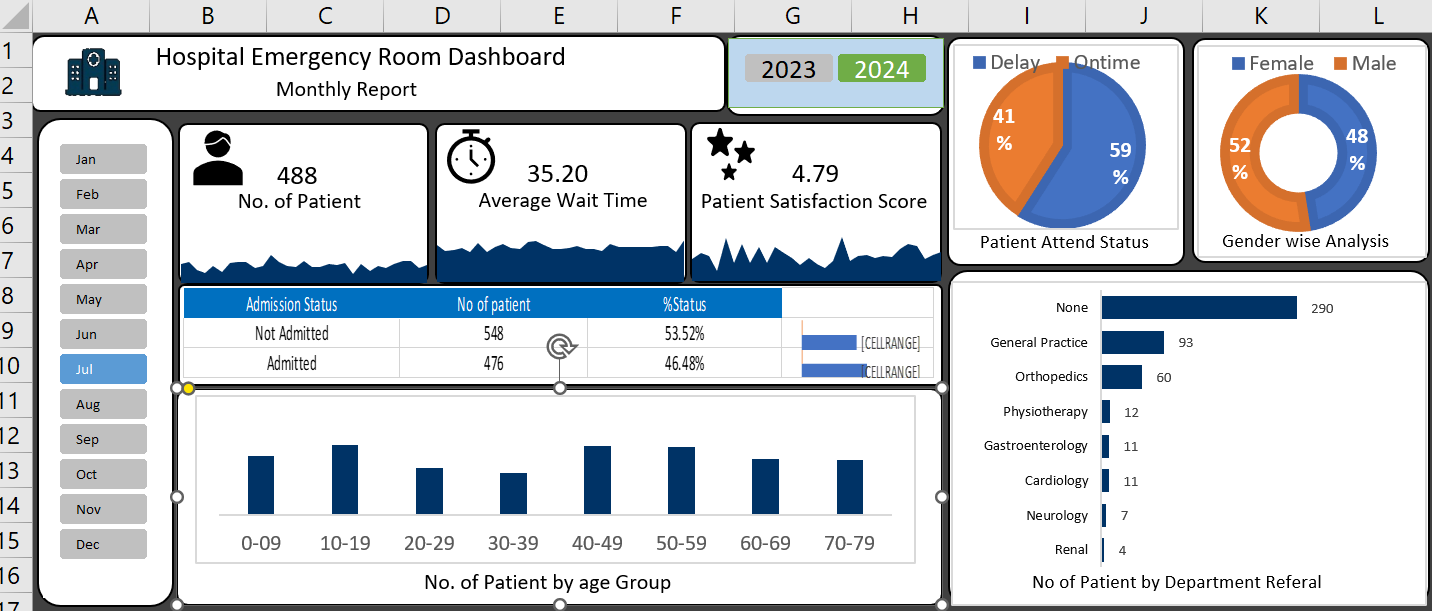 A B C D E F G H I J K L
1
2
3
4
5
6
7
8
9
10
11
12
13
14
15
16
17
Hospital Emergency Room Dashboard
Monthly Report
2023 2024
Jan
Feb
Mar
Apr
May
Jun
Jul
Aug
Sep
Oct
Nov
Dec
488
No. of Patient
35.20
Average Wait Time
4.79
Patient Satisfaction Score
Delay Ontime
41
%
59
%
Patient Attend Status
Female Male
52
%
48
%
Gender wise Analysis
Admission Status No of patient %Status
Not Admitted 548 53.52% [CELLRANGE]
Admitted 476 46.48% [CELLRANGE]
0-09 10-19 20-29 30-39 40-49 50-59 60-69 70-79
No. of Patient by age Group
None 290
General Practice 93
Orthopedics 60
Physiotherapy 12
Gastroenterology 11
Cardiology 11
Neurology 7
Renal 4
No of Patient by Department Referal